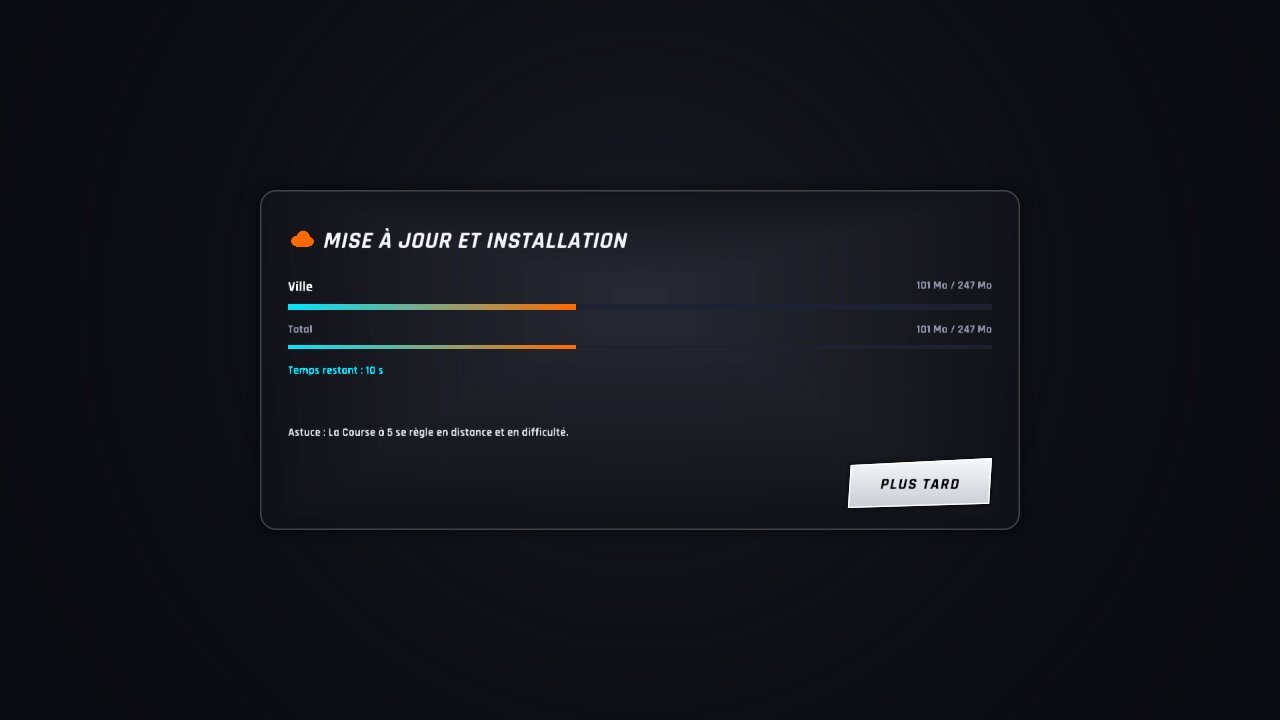 MISE À JOUR ET INSTALLATION
Ville
101 Mo / 247 Mo
Total
101 Mo / 247 Mo
Temps restant : 10 s
Astuce : La Course à 5 se règle en distance et en difficulté.
PLUS TARD